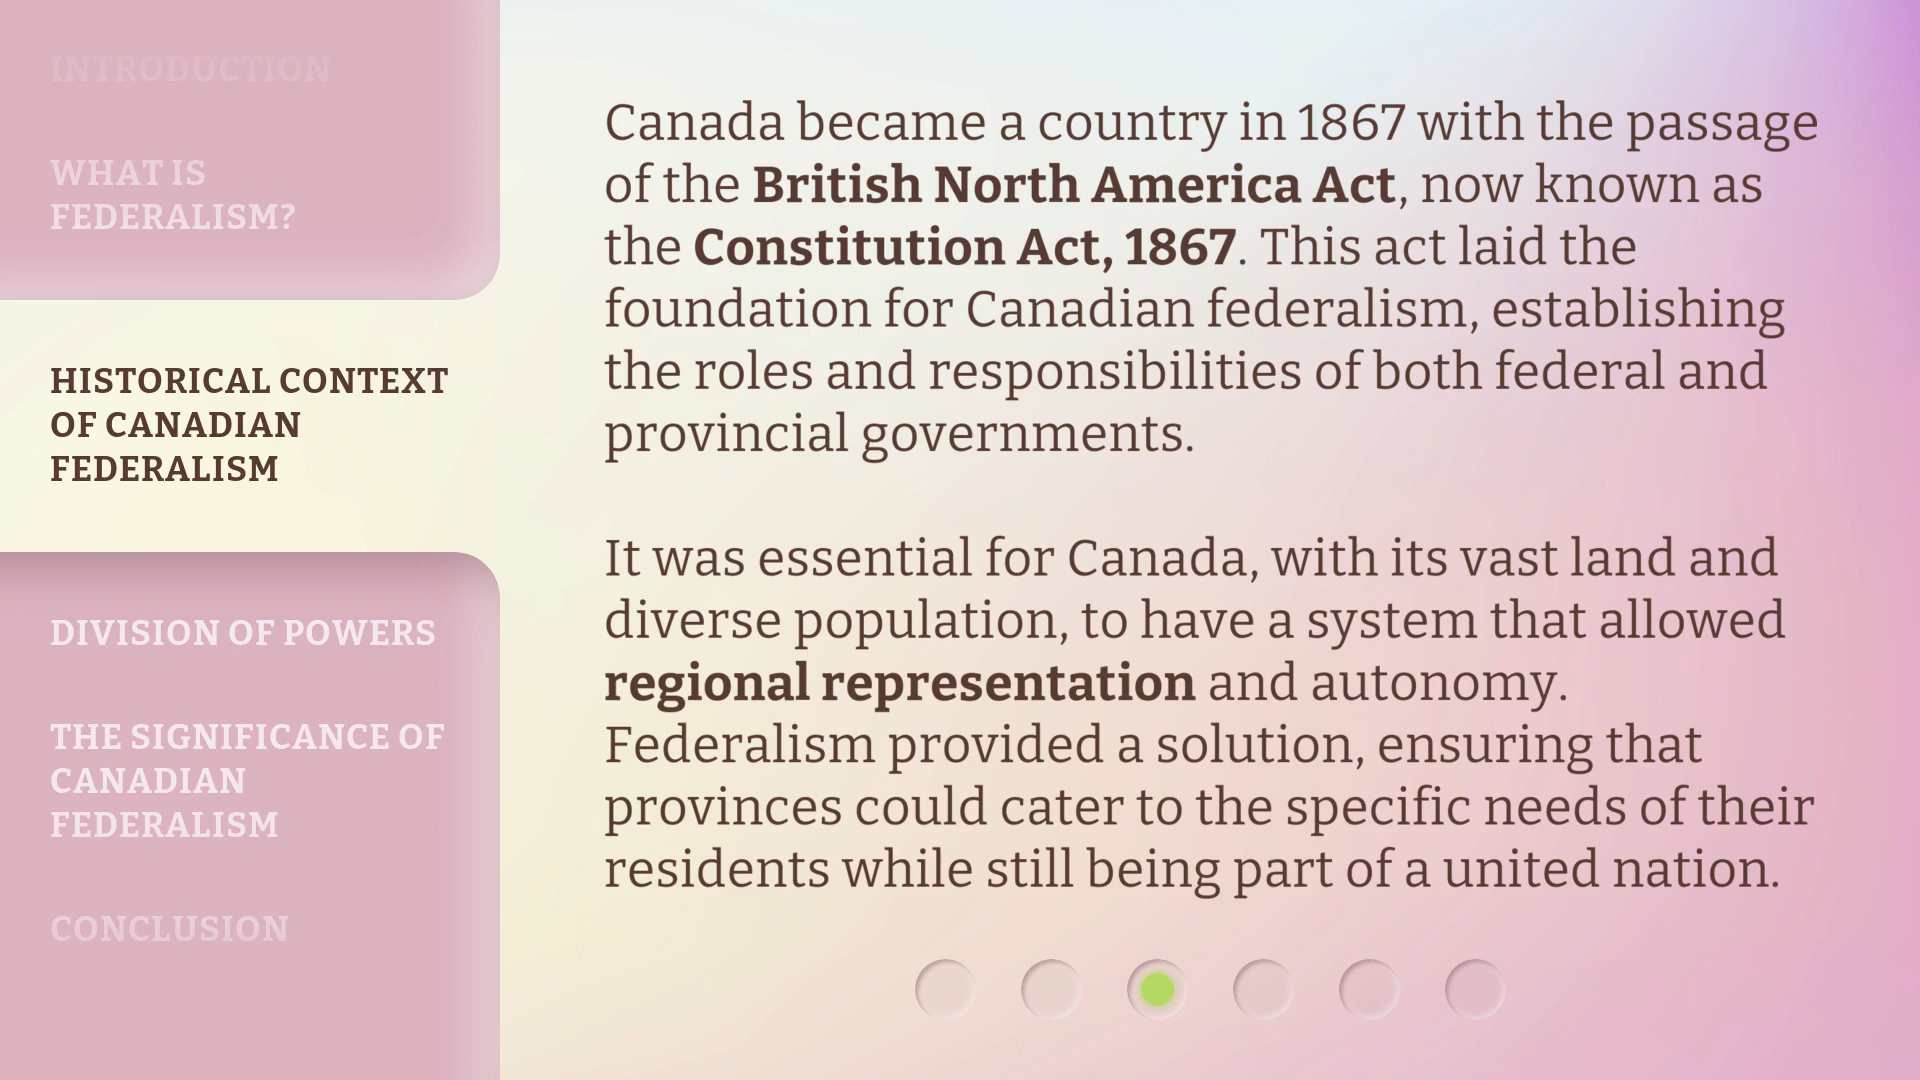 INTRODUCTION
WHAT IS
FEDERALISM?
HISTORICAL CONTEXT
OF CANADIAN
FEDERALISM
DIVISION OF POWERS
THE SIGNIFICANCE OF
CANADIAN
FEDERALISM
CONCLUSION
Canada became a country in 1867 with the passage
of the British North America Act, now known as
the Constitution Act, 1867. This act laid the
foundation for Canadian federalism, establishing
the roles and responsibilities of both federal and
provincial governments.
It was essential for Canada, with its vast land and
diverse population, to have a system that allowed
regional representation and autonomy.
Federalism provided a solution, ensuring that
provinces could cater to the specific needs of their
residents while still being part of a united nation.